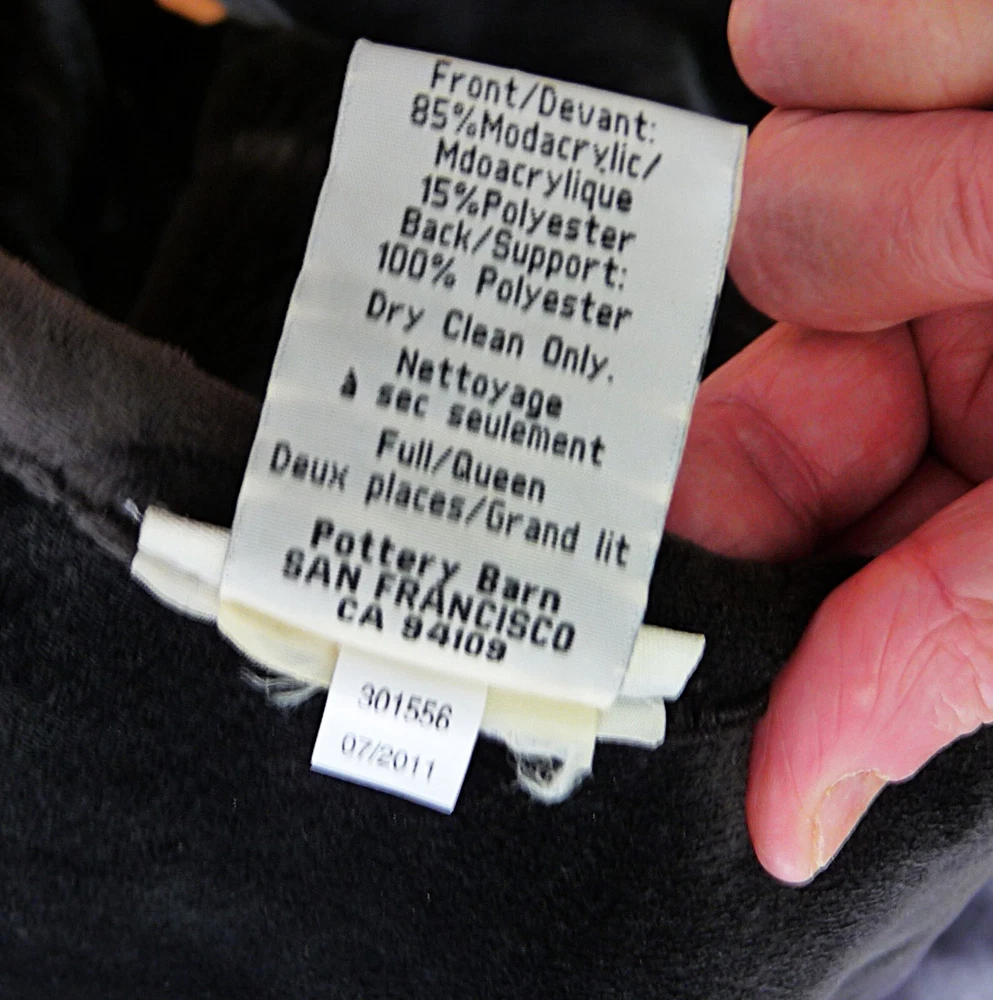 Front/Devant:
85%Modacrylic/
Mdoacrylique
15%Polyester
Back/Support:
100% Polyester
Dry Clean Only.
Nettoyage
à sec seulement
Full/Queen
Deux places/Grand lit
Pottery Barn
SAN FRANCISCO
CA 94109
301556
07/2011